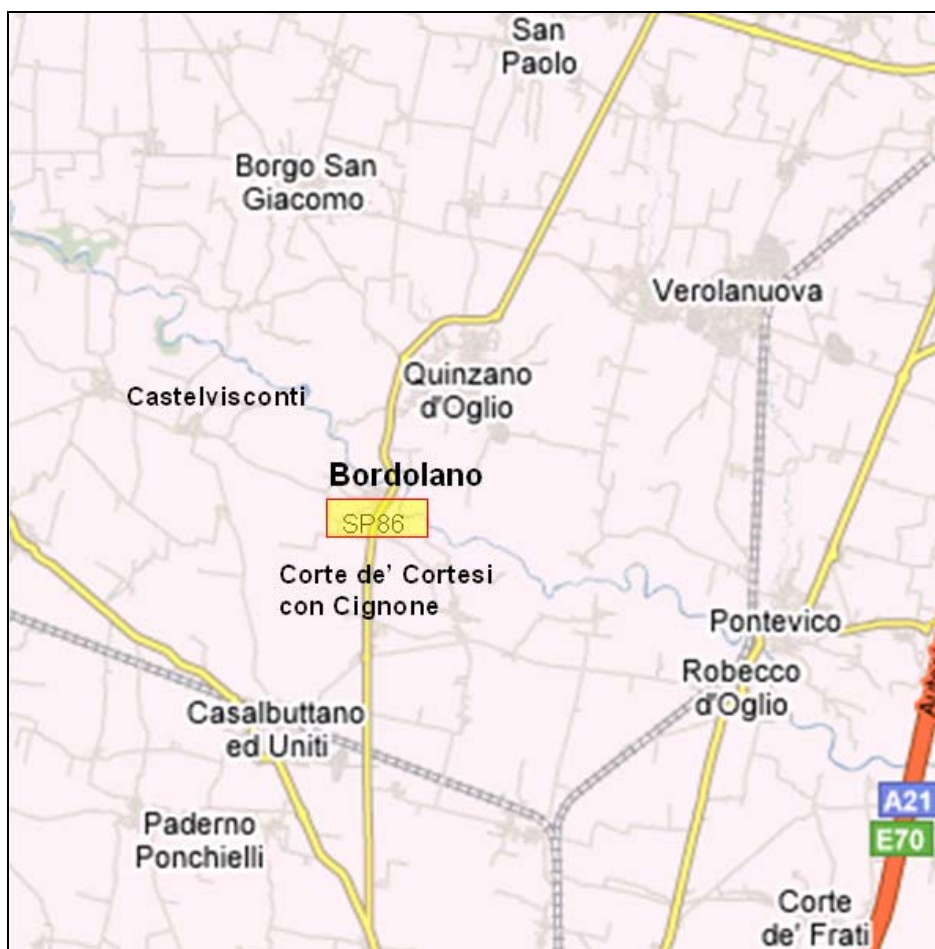 San
Paolo
Borgo San
Giacomo
Verolanuova
Quinzano
d'Oglio
Castelvisconti
Bordolano
SP86
Corte de' Cortesi
con Cignone
Pontevico
Robecco
d'Oglio
Casalbuttano
ed Uniti
A21
E70
Paderno
Ponchielli
Corte
de' Frati